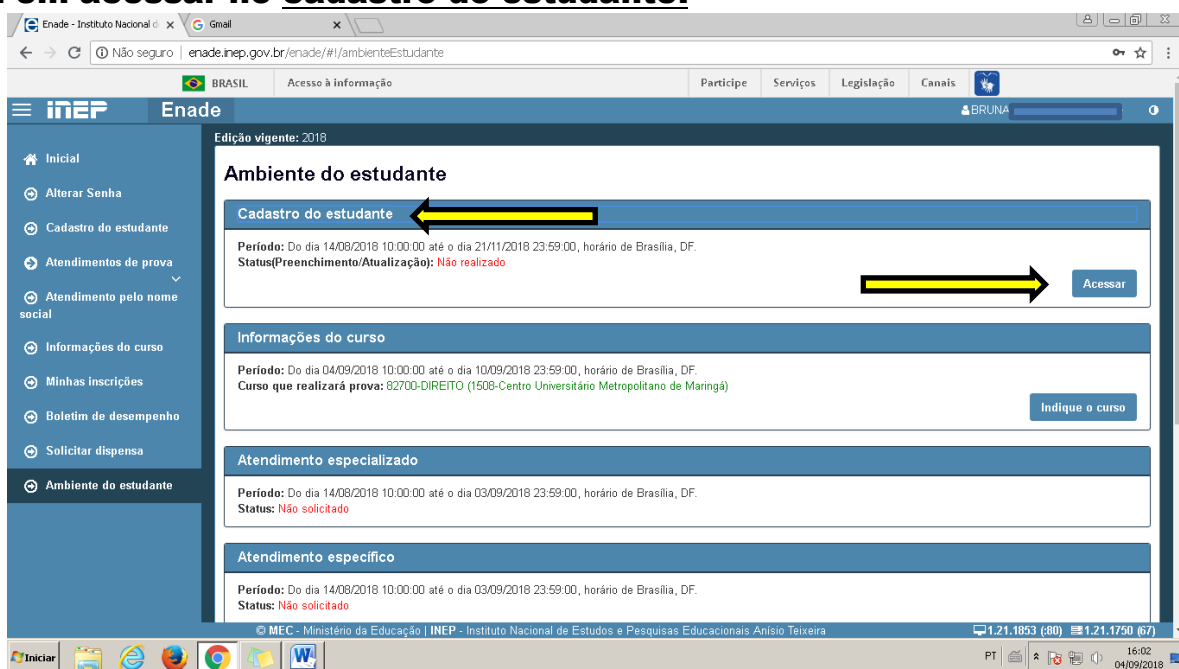 em acessar no cadastro do estudante:
Enade - Instituto Nacional d
Gmail
Não seguro | enade.inep.gov.br/enade/#!/ambienteEstudante
BRASIL Acesso à informação Participe Serviços Legislação Canais
inep Enade BRUNA
Edição vigente: 2018
Inicial
Alterar Senha
Cadastro do estudante
Atendimentos de prova
Atendimento pelo nome
social
Informações do curso
Minhas inscrições
Boletim de desempenho
Solicitar dispensa
Ambiente do estudante
Ambiente do estudante
Cadastro do estudante
Período: Do dia 14/08/2018 10:00:00 até o dia 21/11/2018 23:59:00, horário de Brasília, DF.
Status(Preenchimento/Atualização): Não realizado
Acessar
Informações do curso
Período: Do dia 04/09/2018 10:00:00 até o dia 10/09/2018 23:59:00, horário de Brasília, DF.
Curso que realizará prova: 82700-DIREITO (1508-Centro Universitário Metropolitano de Maringá)
Indique o curso
Atendimento especializado
Período: Do dia 14/08/2018 10:00:00 até o dia 03/09/2018 23:59:00, horário de Brasília, DF.
Status: Não solicitado
Atendimento específico
Período: Do dia 14/08/2018 10:00:00 até o dia 03/09/2018 23:59:00, horário de Brasília, DF.
Status: Não solicitado
© MEC - Ministério da Educação | INEP - Instituto Nacional de Estudos e Pesquisas Educacionais Anísio Teixeira 1.21.1853 (:80) 1.21.1750 (67)
Iniciar
PT
16:02
04/09/2018